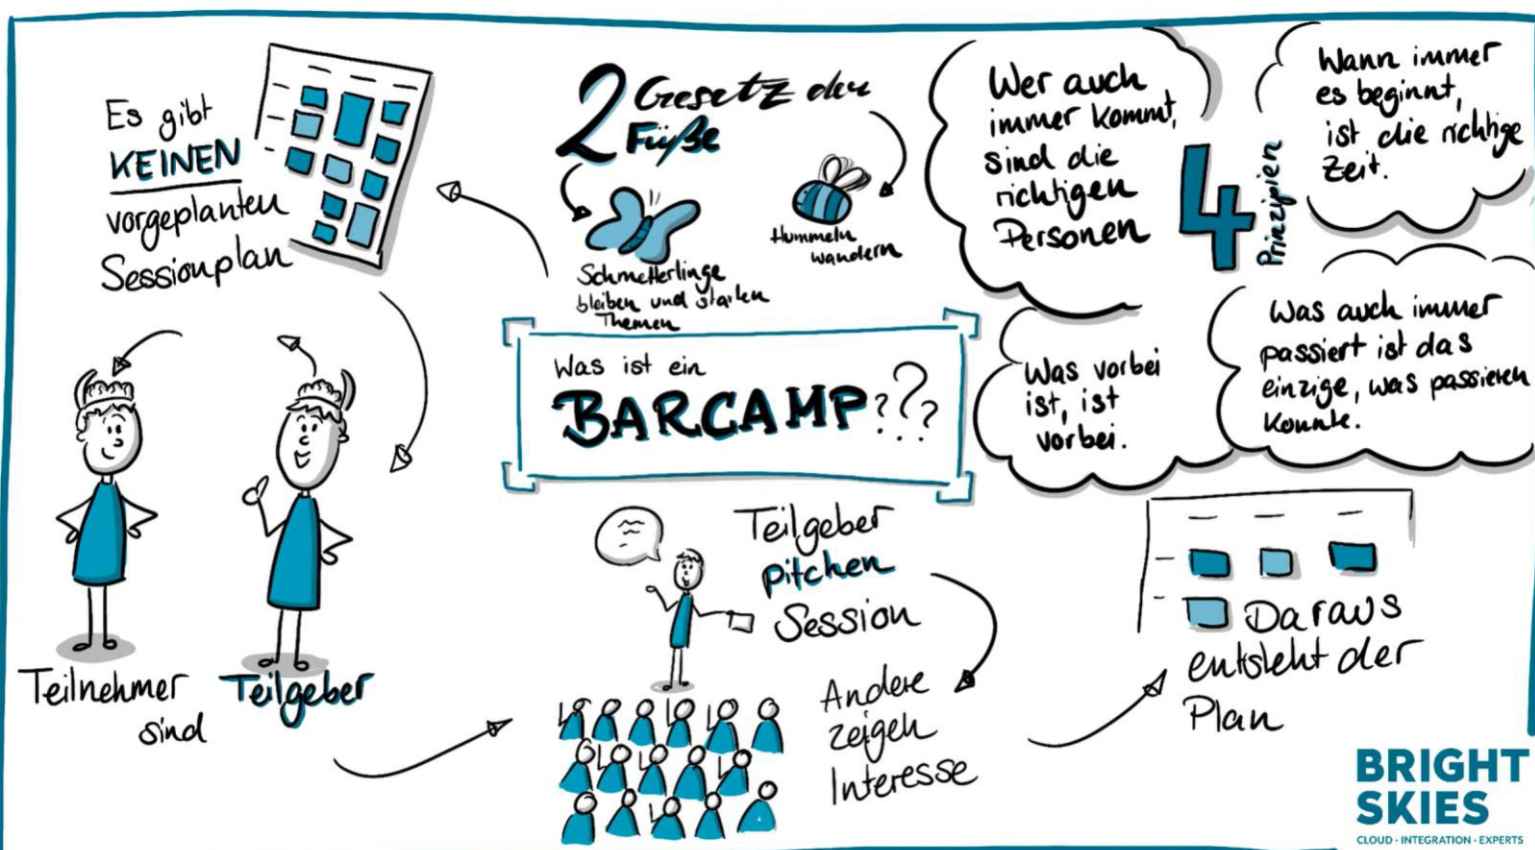 Es gibt
KEINEN
vorgeplanten
Sessionplan
2 Gesetz der
Füße
Schmetterlinge
bleiben und starten
Themen
Hummeln
wandern
Wer auch
immer kommt,
sind die
richtigen
Personen
4
Prinzipien
Wann immer
es beginnt,
ist die richtige
Zeit.
Was vorbei
ist, ist
vorbei.
Was auch immer
passiert ist das
einzige, was passieren
konnte.
Was ist ein
BARCAMP???
Teilnehmer
sind
Teilgeber
Teilgeber
pitchen
Session
Andere
zeigen
Interesse
Daraus
entsteht der
Plan
BRIGHT
SKIES
CLOUD · INTEGRATION · EXPERTS